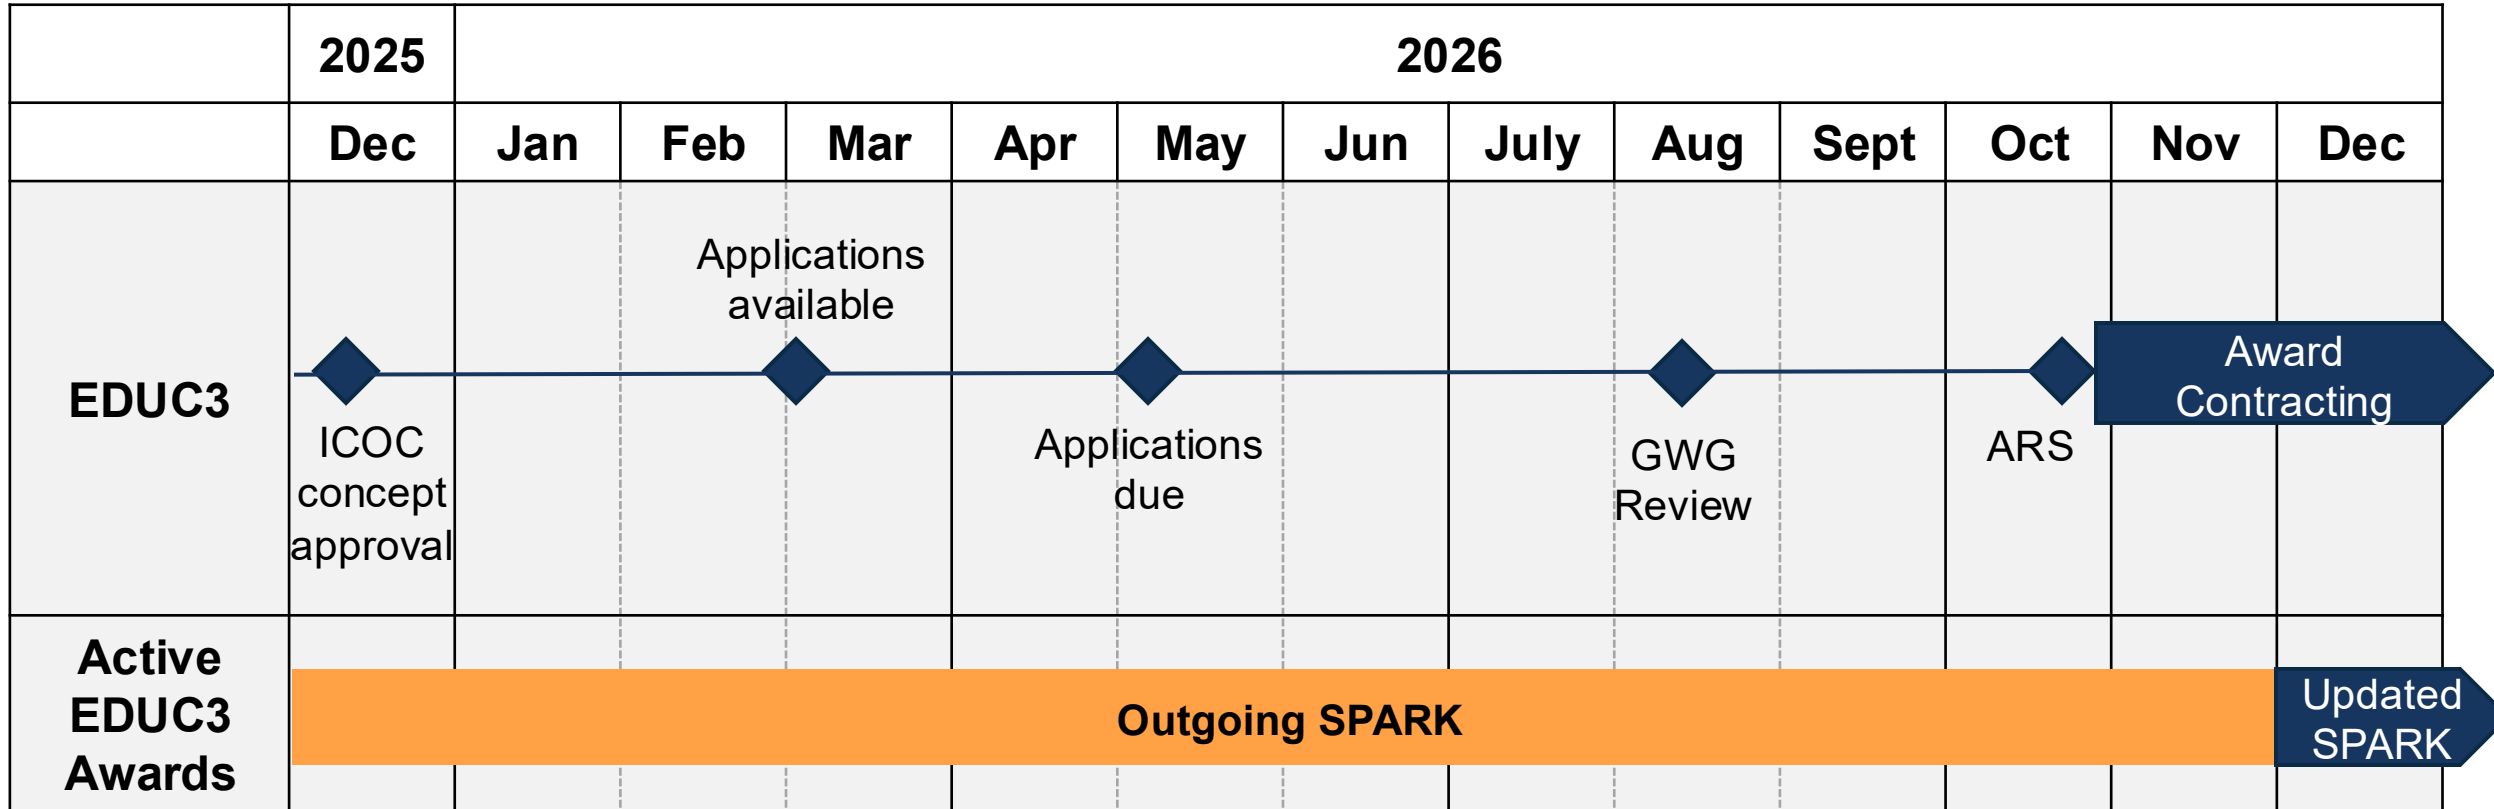 2025 2026
Dec Jan Feb Mar Apr May Jun July Aug Sept Oct Nov Dec
EDUC3
Applications
available
ICOC
concept
approval
Applications
due
GWG
Review
ARS
Award
Contracting
Active
EDUC3
Awards
Outgoing SPARK
Updated
SPARK